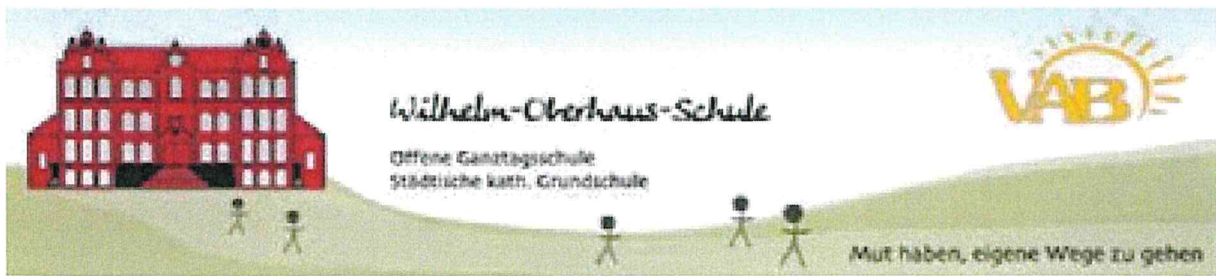 VAB
Wilhelm-Oberhaus-Schule
Offene Ganztagsschule
Städtische kath. Grundschule
Mut haben, eigene Wege zu gehen